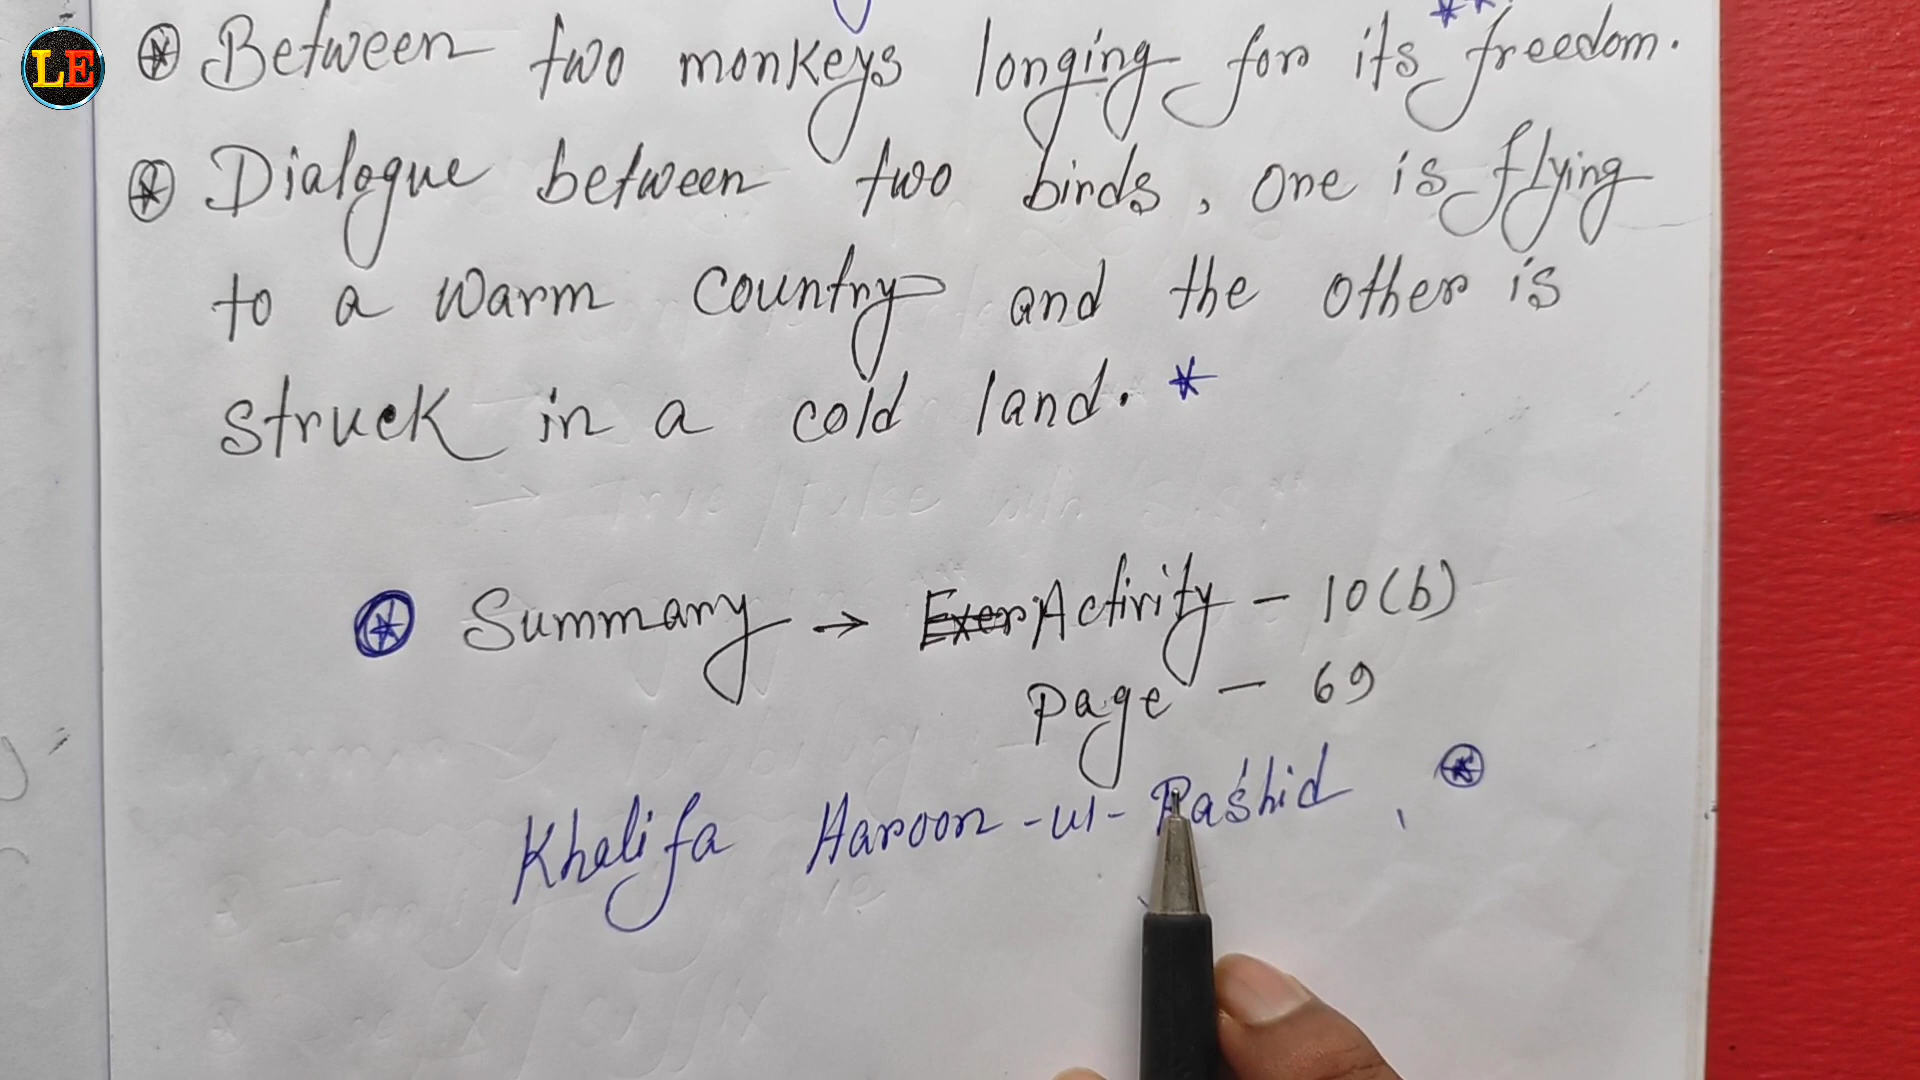 LE
Between two monkeys longing for its freedom.
Dialogue between two birds, one is flying
to a warm country and the other is
struck in a cold land.
Summary → Exer Activity - 10(b)
Page - 69
Khalifa Haroon-ul-Rashid,